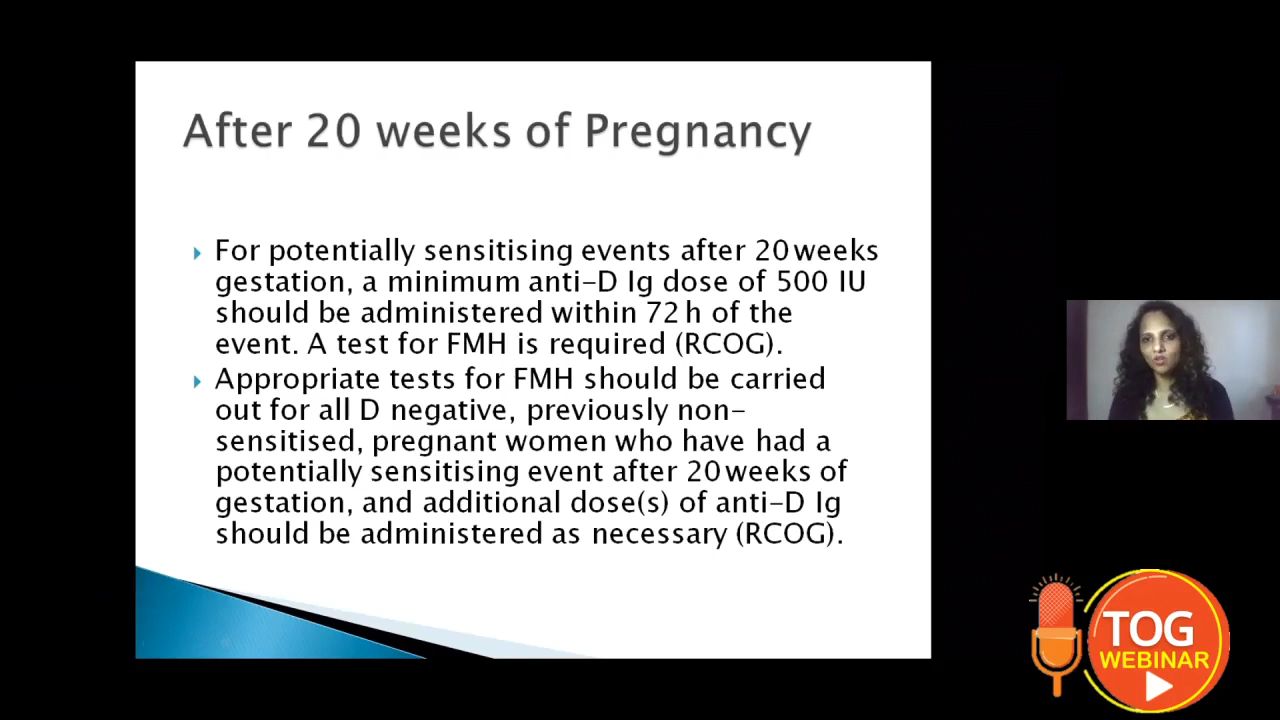 After 20 weeks of Pregnancy
For potentially sensitising events after 20 weeks
gestation, a minimum anti-D Ig dose of 500 IU
should be administered within 72 h of the
event. A test for FMH is required (RCOG).
Appropriate tests for FMH should be carried
out for all D negative, previously non-
sensitised, pregnant women who have had a
potentially sensitising event after 20 weeks of
gestation, and additional dose(s) of anti-D Ig
should be administered as necessary (RCOG).
TOG
WEBINAR